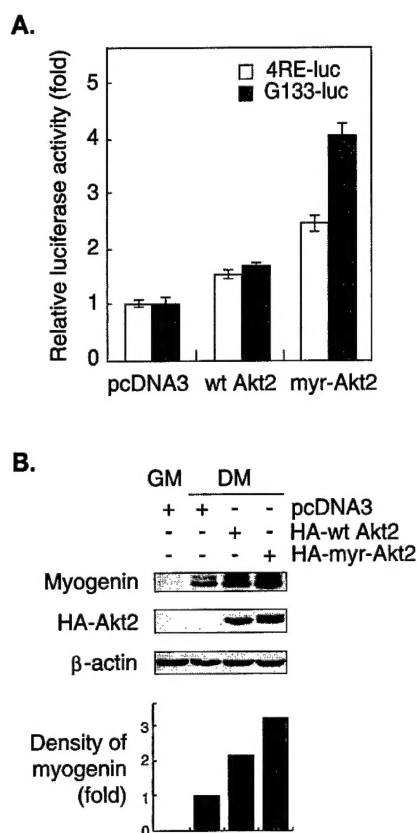 A.
Relative luciferase activity (fold)
5
4
3
2
1
0
4RE-luc
G133-luc
pcDNA3 wt Akt2 myr-Akt2
B.
GM DM
+ + - - pcDNA3
- - + - HA-wt Akt2
- - - + HA-myr-Akt2
Myogenin
HA-Akt2
β-actin
Density of
myogenin
(fold)
3
2
1
0